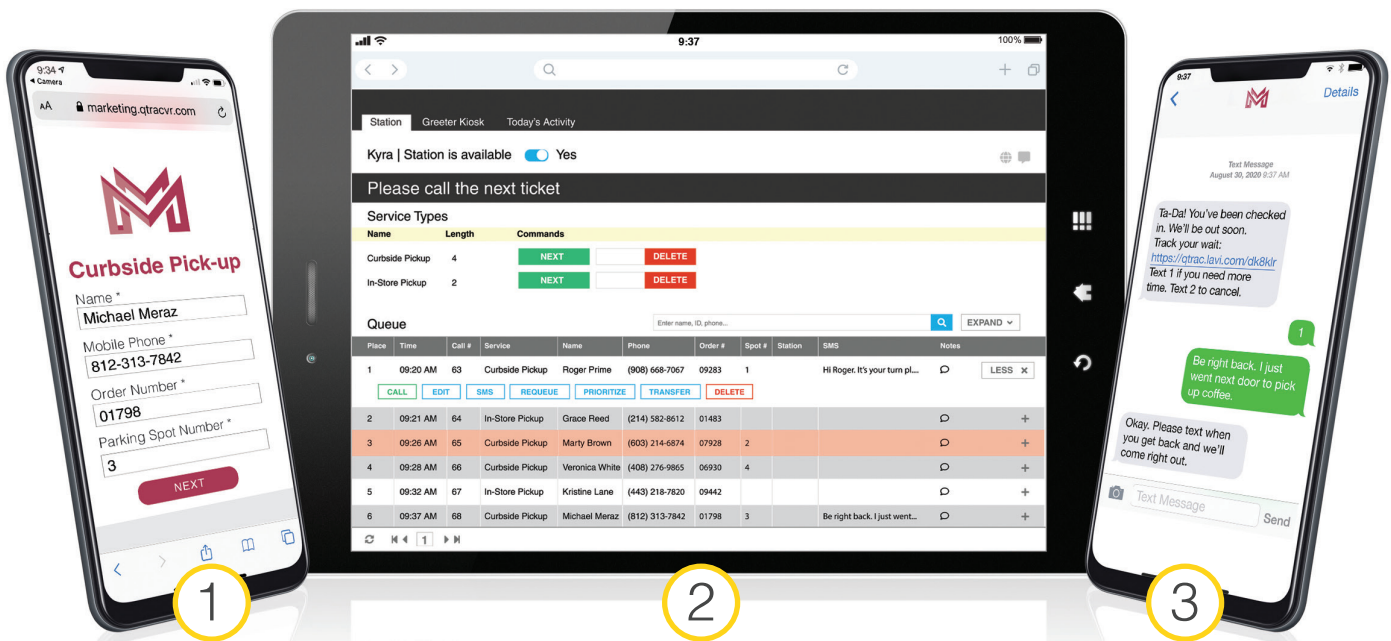 9:34
Camera
AA marketing.qtracvr.com
M
Curbside Pick-up
Name *
Michael Meraz
Mobile Phone *
812-313-7842
Order Number *
01798
Parking Spot Number *
3
NEXT
1
9:37 100%
Station Greeter Kiosk Today's Activity
Kyra | Station is available Yes
Please call the next ticket
Service Types
Name Length Commands
Curbside Pickup 4 NEXT DELETE
In-Store Pickup 2 NEXT DELETE
Queue Enter name, ID, phone... EXPAND
Place Time Call # Service Name Phone Order # Spot # Station SMS Notes
1 09:20 AM 63 Curbside Pickup Roger Prime (908) 668-7067 09283 1 Hi Roger. It's your turn pl.... LESS X
CALL EDIT SMS REQUEUE PRIORITIZE TRANSFER DELETE
2 09:21 AM 64 In-Store Pickup Grace Reed (214) 582-8612 01483 +
3 09:26 AM 65 Curbside Pickup Marty Brown (603) 214-6874 07928 2 +
4 09:28 AM 66 Curbside Pickup Veronica White (408) 276-9865 06930 4 +
5 09:32 AM 67 In-Store Pickup Kristine Lane (443) 218-7820 09442 +
6 09:37 AM 68 Curbside Pickup Michael Meraz (812) 313-7842 01798 3 Be right back. I just went... +
1
2
9:37
M
Details
Text Message
August 30, 2020 9:37 AM
Ta-Da! You've been checked
in. We'll be out soon.
Track your wait:
https://qtrac.lavi.com/dk8klr
Text 1 if you need more
time. Text 2 to cancel.
1
Be right back. I just
went next door to pick
up coffee.
Okay. Please text when
you get back and we'll
come right out.
Text Message
Send
3